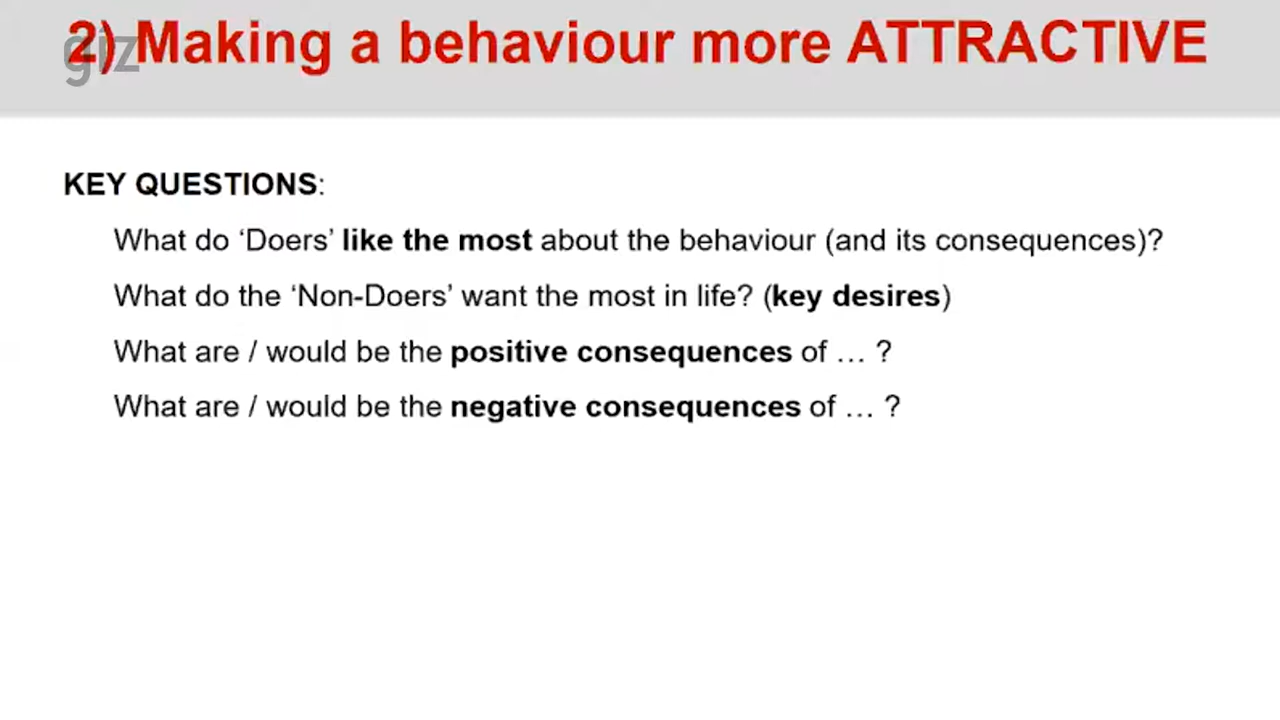 2) Making a behaviour more ATTRACTIVE
giz
KEY QUESTIONS:
What do ‘Doers’ like the most about the behaviour (and its consequences)?
What do the ‘Non-Doers’ want the most in life? (key desires)
What are / would be the positive consequences of … ?
What are / would be the negative consequences of … ?